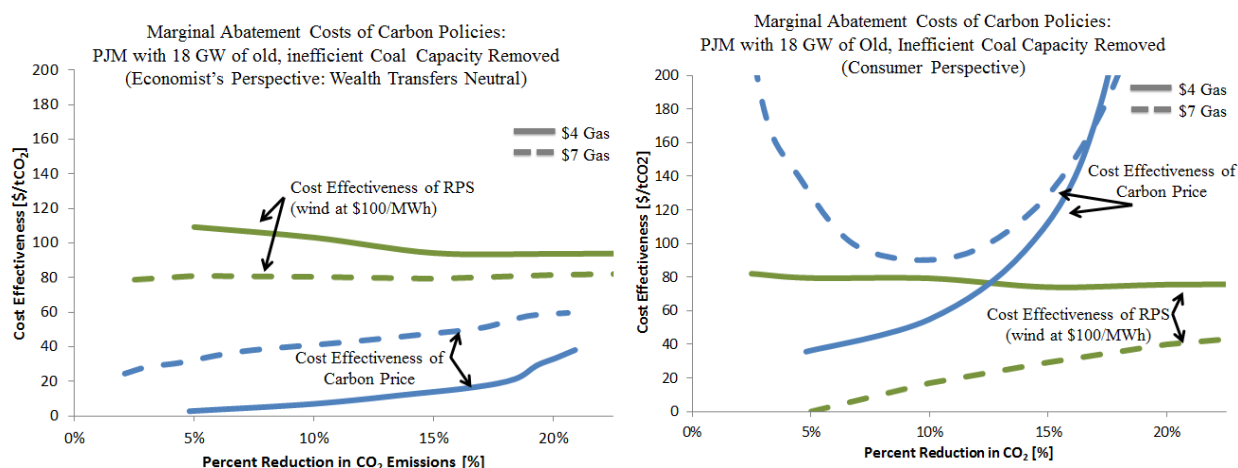 Marginal Abatement Costs of Carbon Policies:
PJM with 18 GW of old, inefficient Coal Capacity Removed
(Economist's Perspective: Wealth Transfers Neutral)
Cost Effectiveness [$/tCO₂]
200
180
160
140
120
100
80
60
40
20
0
$4 Gas
$7 Gas
Cost Effectiveness of RPS
(wind at $100/MWh)
Cost Effectiveness of
Carbon Price
0%
5%
10%
15%
20%
Percent Reduction in CO₂ Emissions [%]
Marginal Abatement Costs of Carbon Policies:
PJM with 18 GW of Old, Inefficient Coal Capacity Removed
(Consumer Perspective)
Cost Effectiveness [$/tCO2]
200
180
160
140
120
100
80
60
40
20
0
$4 Gas
$7 Gas
Cost Effectiveness of
Carbon Price
Cost Effectiveness of RPS
(wind at $100/MWh)
0%
5%
10%
15%
20%
Percent Reduction in CO₂ [%]